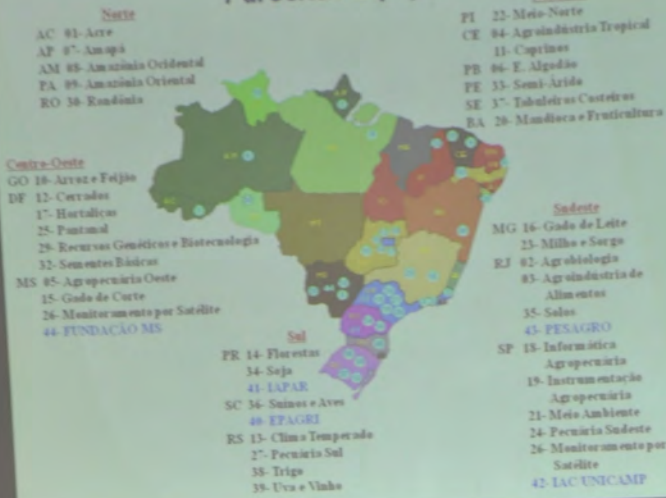 Norte
AC 01- Acre
AP 07- Amapá
AM 08- Amazônia Ocidental
PA 09- Amazônia Oriental
RO 30- Rondônia
PI 22- Meio-Norte
CE 04- Agroindústria Tropical
11- Caprinos
PB 06- E. Algodão
PE 33- Semi-Árido
SE 37- Tabuleiros Costeiros
BA 20- Mandioca e Fruticultura
Centro-Oeste
GO 10- Arroz e Feijão
DF 12- Cerrados
17- Hortaliças
25- Pantanal
29- Recursos Genéticos e Biotecnologia
32- Sementes Básicas
MS 05- Agropecuária Oeste
15- Gado de Corte
26- Monitoramento por Satélite
44- FUNDAÇÃO MS
Sul
PR 14- Florestas
34- Soja
41- IAPAR
SC 36- Suínos e Aves
40- EPAGRI
RS 13- Clima Temperado
27- Pecuária Sul
38- Trigo
39- Uva e Vinho
Sudeste
MG 16- Gado de Leite
23- Milho e Sorgo
RJ 02- Agrobiologia
03- Agroindústria de
Alimentos
35- Solos
43- PESAGRO
SP 18- Informática
Agropecuária
19- Instrumentação
Agropecuária
21- Meio Ambiente
24- Pecuária Sudeste
26- Monitoramento por
Satélite
42- IAC UNICAMP